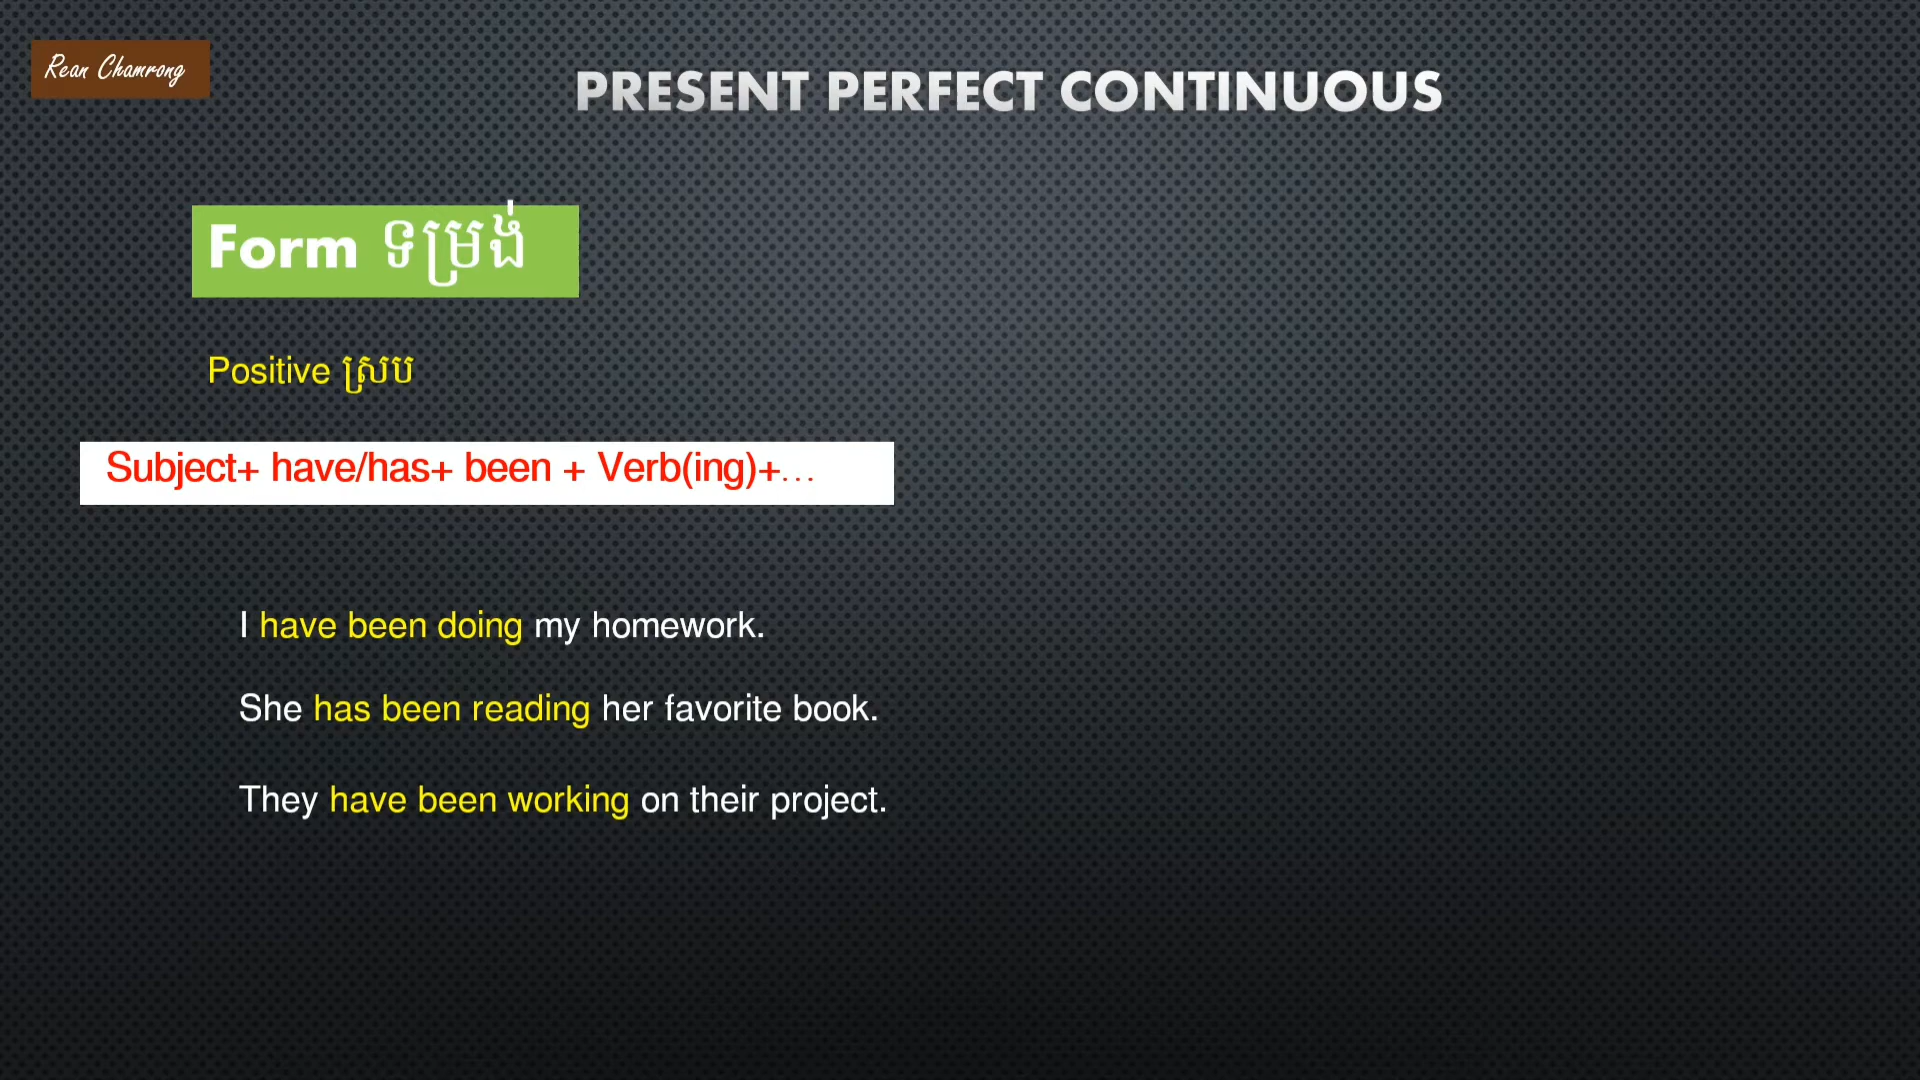 Rean Chamrong
PRESENT PERFECT CONTINUOUS
Form ទម្រង់
Positive ស្រប
Subject+ have/has+ been + Verb(ing)+...
I have been doing my homework.
She has been reading her favorite book.
They have been working on their project.